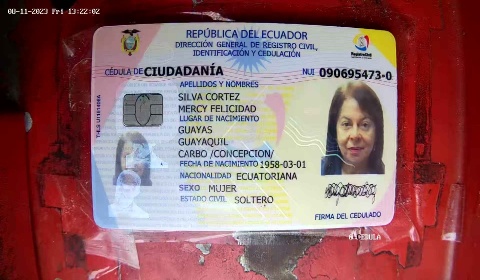 08-11-2023 Fri 13:22:02
REPÚBLICA DEL ECUADOR
DIRECCIÓN GENERAL DE REGISTRO CIVIL,
IDENTIFICACIÓN Y CEDULACIÓN
CÉDULA DE CIUDADANÍA
NUI 090695473-0
APELLIDOS Y NOMBRES
SILVA CORTEZ
MERCY FELICIDAD
LUGAR DE NACIMIENTO
GUAYAS
GUAYAQUIL
CARBO /CONCEPCION/
FECHA DE NACIMIENTO 1958-03-01
NACIONALIDAD ECUATORIANA
SEXO MUJER
ESTADO CIVIL SOLTERO
FIRMA DEL CEDULADO